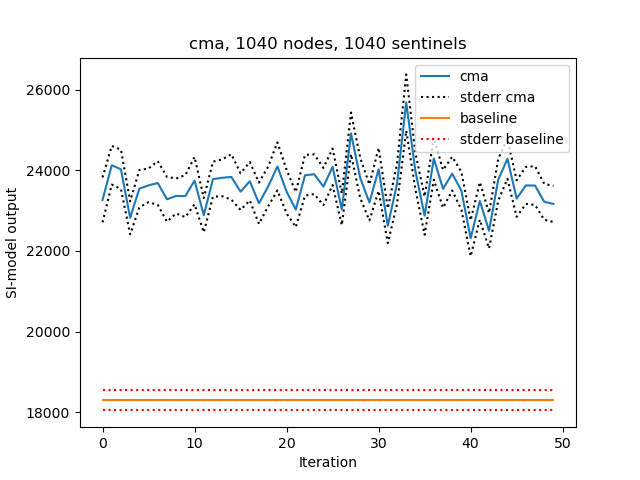 cma, 1040 nodes, 1040 sentinels
26000
24000
22000
20000
18000
SI-model output
cma
stderr cma
baseline
stderr baseline
0 10 20 30 40 50
Iteration